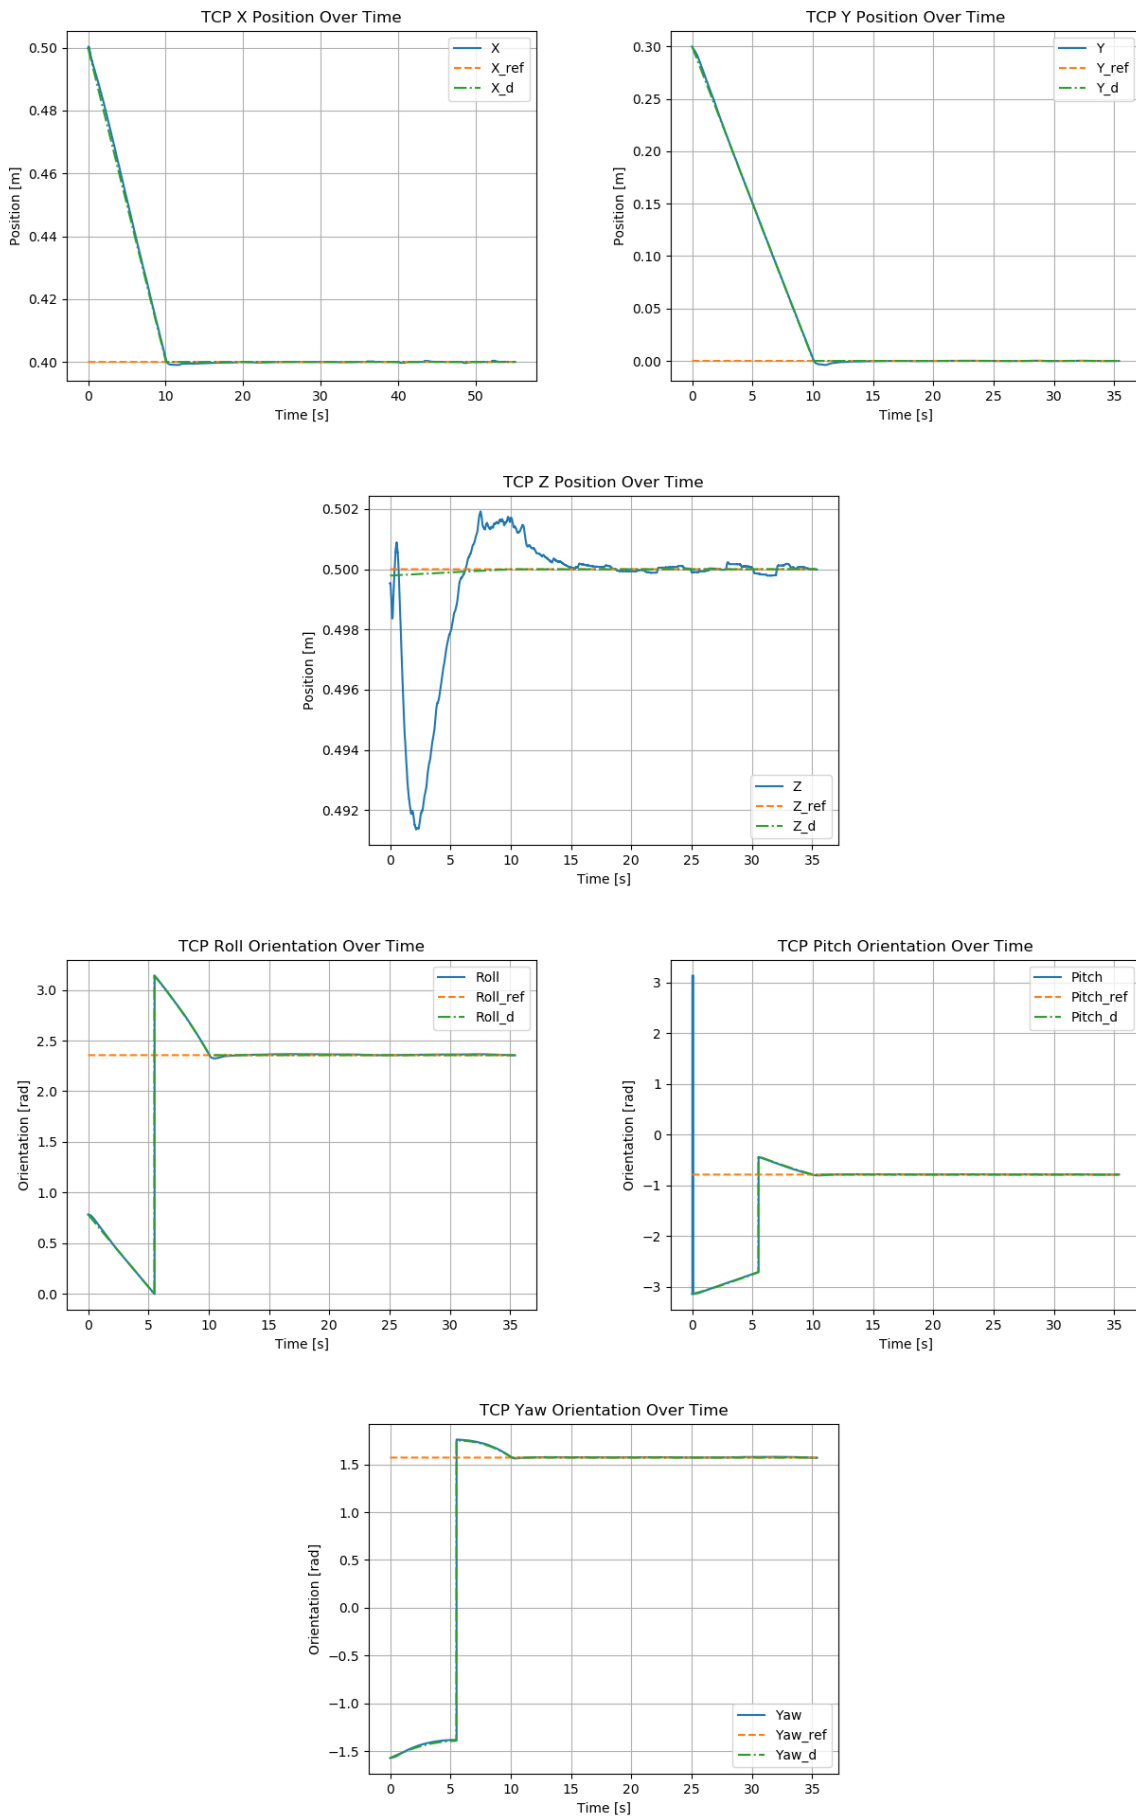 TCP X Position Over Time
Position [m]
0.50
0.48
0.46
0.44
0.42
0.40
X
X_ref
X_d
0 10 20 30 40 50
Time [s]
TCP Y Position Over Time
Position [m]
0.30
0.25
0.20
0.15
0.10
0.05
0.00
Y
Y_ref
Y_d
0 5 10 15 20 25 30 35
Time [s]
TCP Z Position Over Time
Position [m]
0.502
0.500
0.498
0.496
0.494
0.492
Z
Z_ref
Z_d
0 5 10 15 20 25 30 35
Time [s]
TCP Roll Orientation Over Time
Orientation [rad]
3.0
2.5
2.0
1.5
1.0
0.5
0.0
Roll
Roll_ref
Roll_d
0 5 10 15 20 25 30 35
Time [s]
TCP Pitch Orientation Over Time
Orientation [rad]
3
2
1
0
−1
−2
−3
Pitch
Pitch_ref
Pitch_d
0 5 10 15 20 25 30 35
Time [s]
TCP Yaw Orientation Over Time
Orientation [rad]
1.5
1.0
0.5
0.0
−0.5
−1.0
−1.5
Yaw
Yaw_ref
Yaw_d
0 5 10 15 20 25 30 35
Time [s]